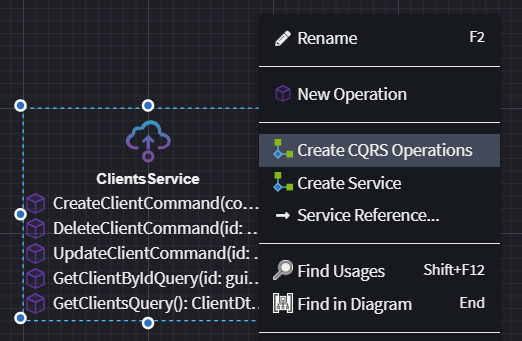 Rename F2
New Operation
Create CQRS Operations
Create Service
Service Reference...
Find Usages Shift+F12
Find in Diagram End
ClientsService
CreateClientCommand(co...
DeleteClientCommand(id: ...
UpdateClientCommand(id: ...
GetClientByIdQuery(id: gui...
GetClientsQuery(): ClientDt...